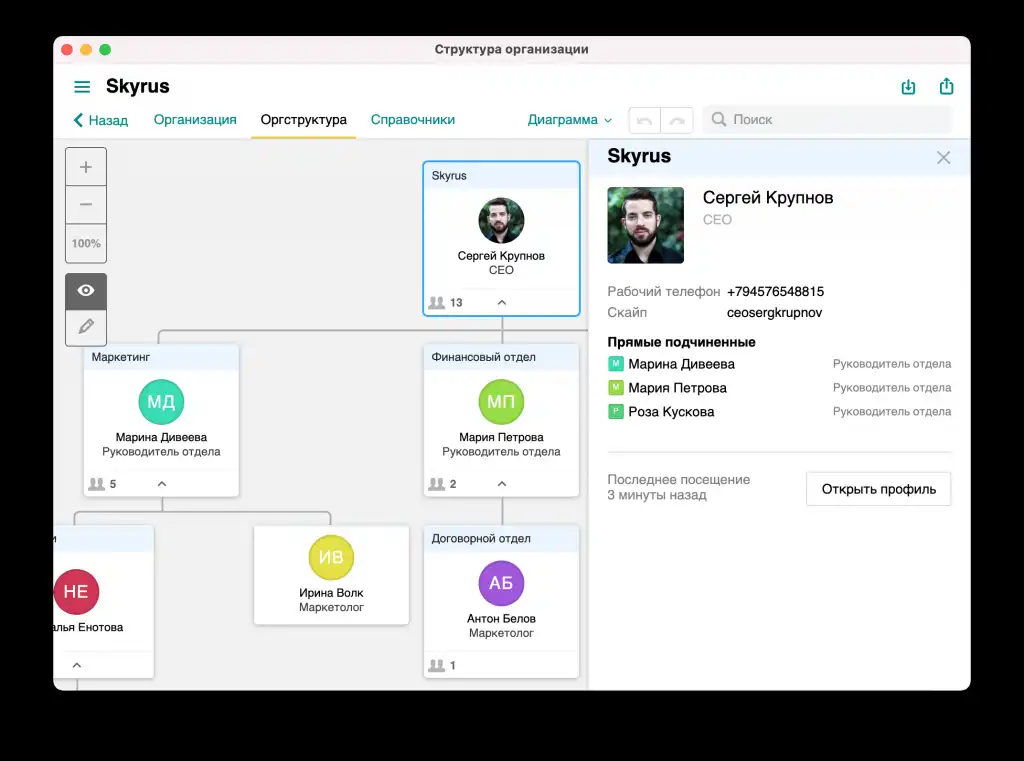 Структура организации
Skyrus
Назад Организация Оргструктура Справочники Диаграмма Поиск
100%
Skyrus
Сергей Крупнов
CEO
13
Маркетинг
МД
Марина Дивеева
Руководитель отдела
5
Финансовый отдел
МП
Мария Петрова
Руководитель отдела
2
НЕ
алья Енотова
ИВ
Ирина Волк
Маркетолог
Договорной отдел
АБ
Антон Белов
Маркетолог
1
Skyrus
Сергей Крупнов
CEO
Рабочий телефон +794576548815
Скайп ceosergkrupnov
Прямые подчиненные
М Марина Дивеева Руководитель отдела
М Мария Петрова Руководитель отдела
Р Роза Кускова Руководитель отдела
Последнее посещение
3 минуты назад
Открыть профиль